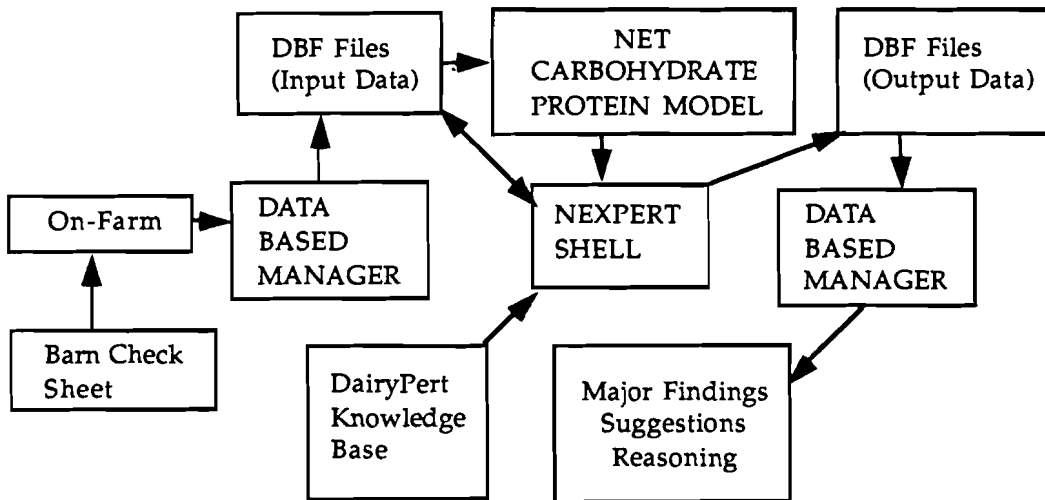 DBF Files
(Input Data)
NET
CARBOHYDRATE
PROTEIN MODEL
DBF Files
(Output Data)
On-Farm
DATA
BASED
MANAGER
NEXPERT
SHELL
DATA
BASED
MANAGER
Barn Check
Sheet
DairyPert
Knowledge
Base
Major Findings
Suggestions
Reasoning